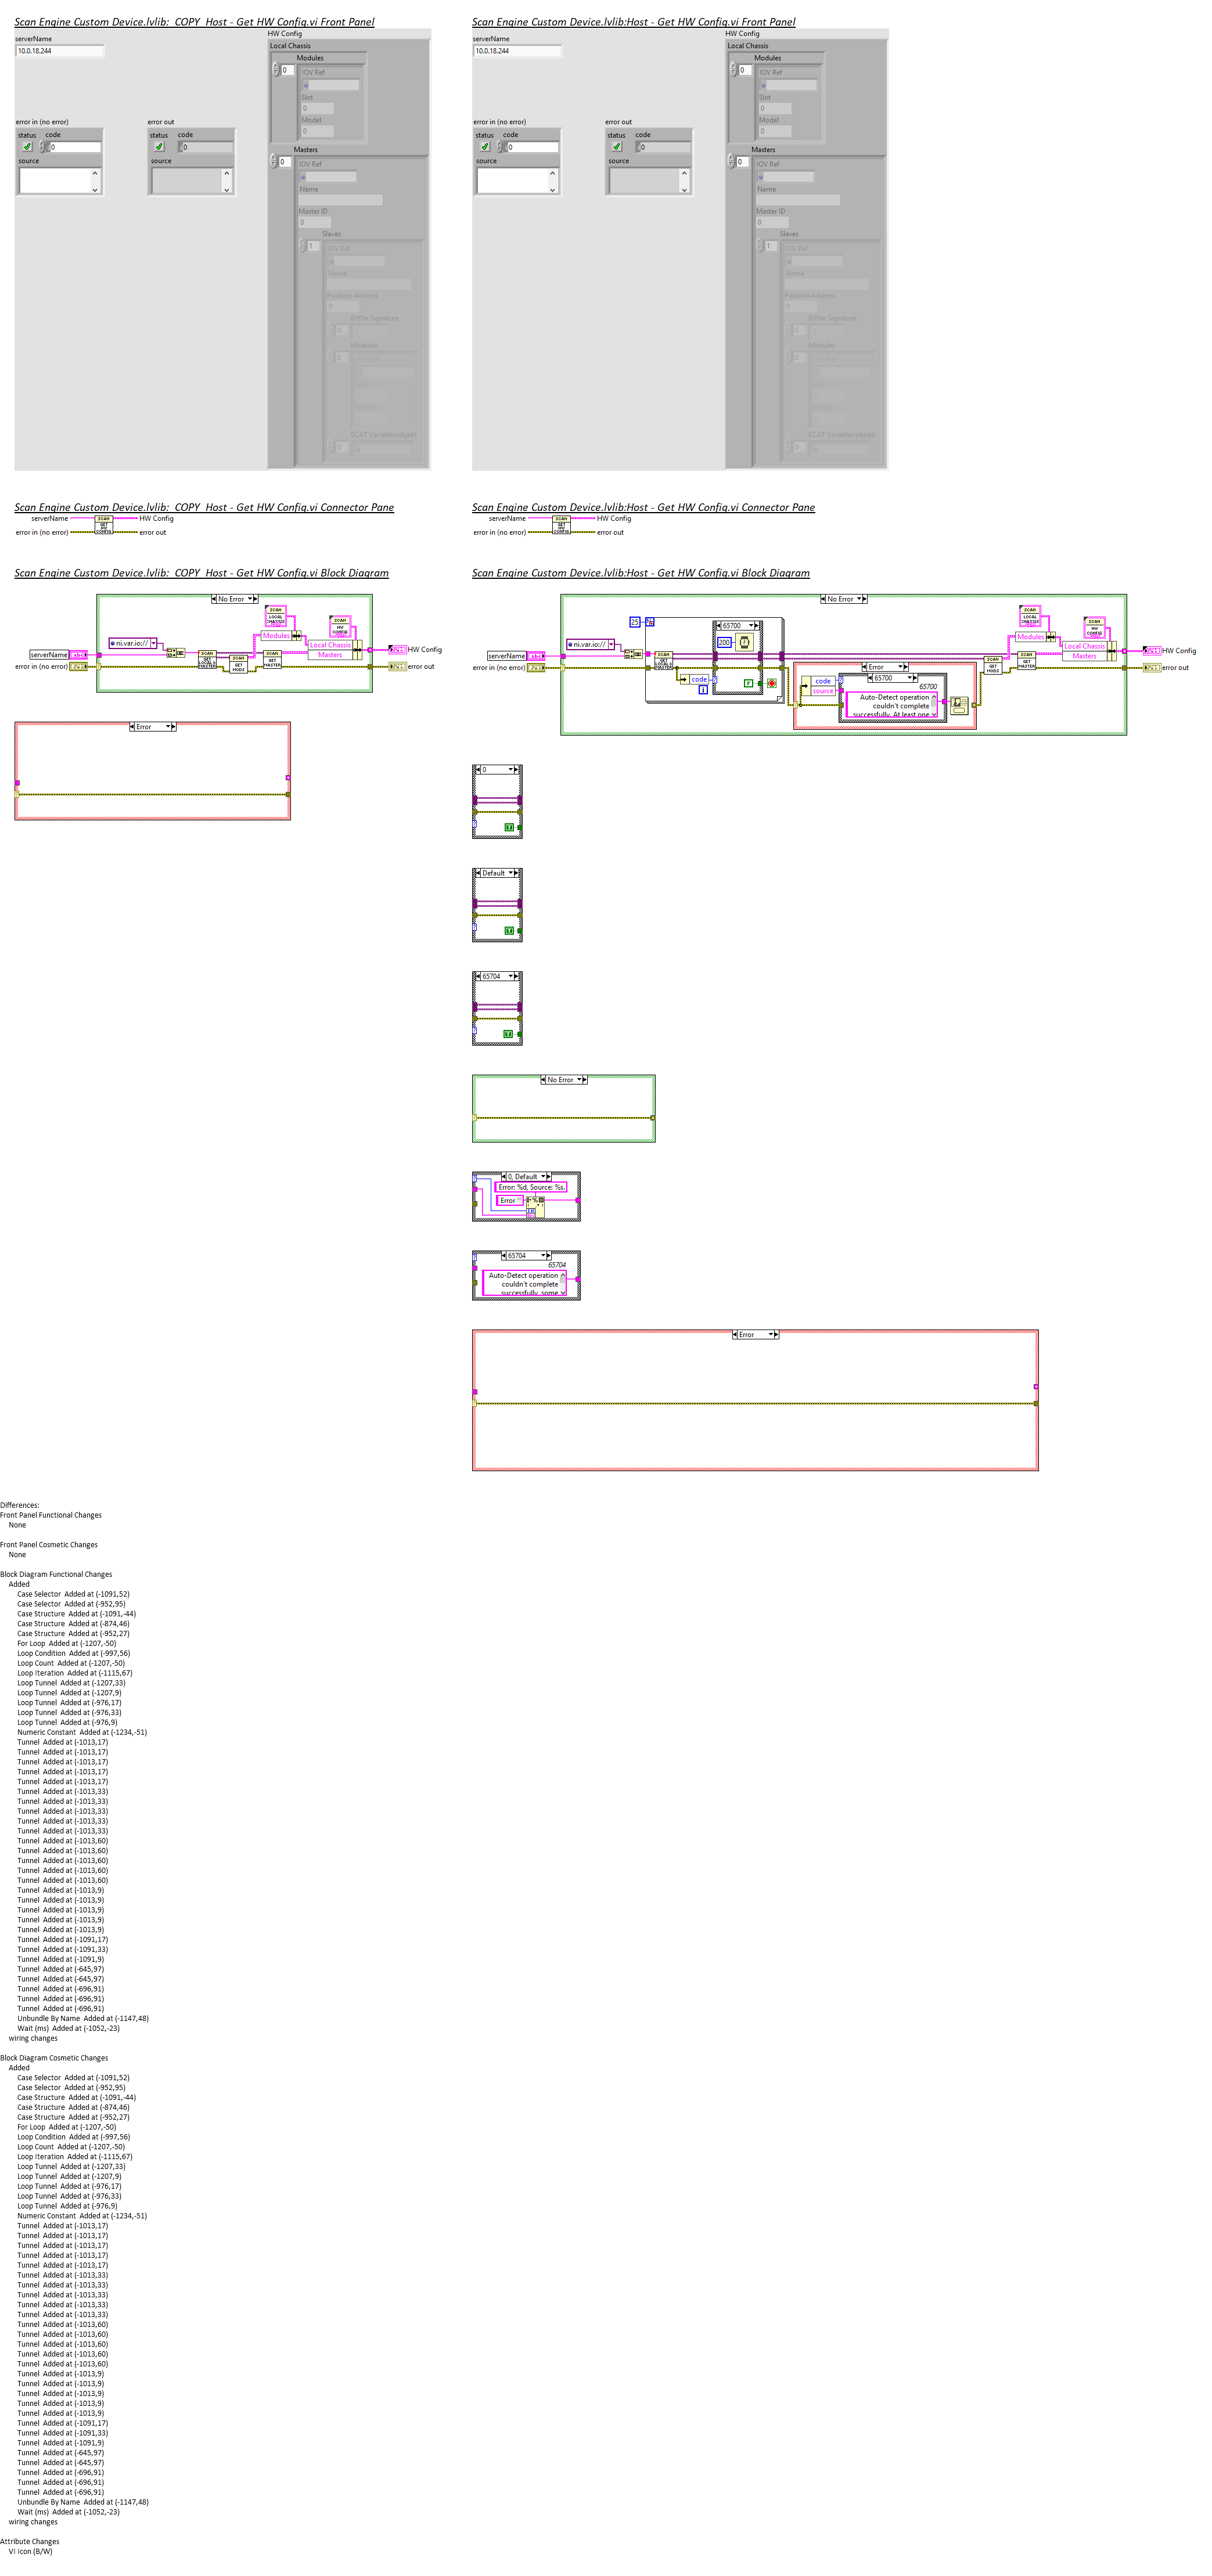 Scan Engine Custom Device.lvlib:_COPY_Host - Get HW Config.vi Front Panel
serverName
10.0.18.244
HW Config
Local Chassis
Modules
0
IOV Ref
Slot
0
Model
0
error in (no error)
status code
0
source
error out
status code
0
source
Masters
0
IOV Ref
Name
Master ID
0
Slaves
1
IOV Ref
Name
Position Address
0
Bitfile Signature
0
Modules
0
ECAT Variablenobjekt
0
Scan Engine Custom Device.lvlib:Host - Get HW Config.vi Front Panel
serverName
10.0.18.244
HW Config
Local Chassis
Modules
0
IOV Ref
Slot
0
Model
0
error in (no error)
status code
0
source
error out
status code
0
source
Masters
0
IOV Ref
Name
Master ID
0
Slaves
1
IOV Ref
Name
Position Address
0
Bitfile Signature
0
Modules
0
ECAT Variablenobjekt
0
Scan Engine Custom Device.lvlib:_COPY_Host - Get HW Config.vi Connector Pane
serverName
error in (no error)
SCAN
GET
HW
CONFIG
HW Config
error out
Scan Engine Custom Device.lvlib:Host - Get HW Config.vi Connector Pane
serverName
error in (no error)
SCAN
GET
HW
CONFIG
HW Config
error out
Scan Engine Custom Device.lvlib:_COPY_Host - Get HW Config.vi Block Diagram
No Error
SCAN
LOCAL
CHASSIS
SCAN
HW
CONFIG
Modules
Local Chassis
Masters
ni.var.io://
serverName
error in (no error)
SCAN
GET
MODS
SCAN
GET
MASTER
HW Config
error out
Error
Scan Engine Custom Device.lvlib:Host - Get HW Config.vi Block Diagram
No Error
25
N
65700
200
ni.var.io://
serverName
error in (no error)
code
i
F
Error
code
source
65700
65700
Auto-Detect operation
couldn't complete
successfully. At least one
SCAN
GET
MODS
SCAN
GET
MASTER
SCAN
LOCAL
CHASSIS
SCAN
HW
CONFIG
Modules
Local Chassis
Masters
HW Config
error out
0
T
Default
T
65704
T
No Error
0, Default
Error: %d, Source: %s.
Error
65704
65704
Auto-Detect operation
couldn't complete
successfully, some
Error
Differences:
Front Panel Functional Changes
None
Front Panel Cosmetic Changes
None
Block Diagram Functional Changes
Added
Case Selector Added at (-1091,52)
Case Selector Added at (-952,95)
Case Structure Added at (-1091,-44)
Case Structure Added at (-874,46)
Case Structure Added at (-952,27)
For Loop Added at (-1207,-50)
Loop Condition Added at (-997,56)
Loop Count Added at (-1207,-50)
Loop Iteration Added at (-1115,67)
Loop Tunnel Added at (-1207,33)
Loop Tunnel Added at (-1207,9)
Loop Tunnel Added at (-976,17)
Loop Tunnel Added at (-976,33)
Loop Tunnel Added at (-976,9)
Numeric Constant Added at (-1234,-51)
Tunnel Added at (-1013,17)
Tunnel Added at (-1013,17)
Tunnel Added at (-1013,17)
Tunnel Added at (-1013,17)
Tunnel Added at (-1013,17)
Tunnel Added at (-1013,33)
Tunnel Added at (-1013,33)
Tunnel Added at (-1013,33)
Tunnel Added at (-1013,33)
Tunnel Added at (-1013,33)
Tunnel Added at (-1013,60)
Tunnel Added at (-1013,60)
Tunnel Added at (-1013,60)
Tunnel Added at (-1013,60)
Tunnel Added at (-1013,60)
Tunnel Added at (-1013,9)
Tunnel Added at (-1013,9)
Tunnel Added at (-1013,9)
Tunnel Added at (-1013,9)
Tunnel Added at (-1013,9)
Tunnel Added at (-1091,17)
Tunnel Added at (-1091,33)
Tunnel Added at (-1091,9)
Tunnel Added at (-645,97)
Tunnel Added at (-645,97)
Tunnel Added at (-696,91)
Tunnel Added at (-696,91)
Tunnel Added at (-696,91)
Unbundle By Name Added at (-1147,48)
Wait (ms) Added at (-1052,-23)
wiring changes
Block Diagram Cosmetic Changes
Added
Case Selector Added at (-1091,52)
Case Selector Added at (-952,95)
Case Structure Added at (-1091,-44)
Case Structure Added at (-874,46)
Case Structure Added at (-952,27)
For Loop Added at (-1207,-50)
Loop Condition Added at (-997,56)
Loop Count Added at (-1207,-50)
Loop Iteration Added at (-1115,67)
Loop Tunnel Added at (-1207,33)
Loop Tunnel Added at (-1207,9)
Loop Tunnel Added at (-976,17)
Loop Tunnel Added at (-976,33)
Loop Tunnel Added at (-976,9)
Numeric Constant Added at (-1234,-51)
Tunnel Added at (-1013,17)
Tunnel Added at (-1013,17)
Tunnel Added at (-1013,17)
Tunnel Added at (-1013,17)
Tunnel Added at (-1013,17)
Tunnel Added at (-1013,33)
Tunnel Added at (-1013,33)
Tunnel Added at (-1013,33)
Tunnel Added at (-1013,33)
Tunnel Added at (-1013,33)
Tunnel Added at (-1013,60)
Tunnel Added at (-1013,60)
Tunnel Added at (-1013,60)
Tunnel Added at (-1013,60)
Tunnel Added at (-1013,60)
Tunnel Added at (-1013,9)
Tunnel Added at (-1013,9)
Tunnel Added at (-1013,9)
Tunnel Added at (-1013,9)
Tunnel Added at (-1013,9)
Tunnel Added at (-1091,17)
Tunnel Added at (-1091,33)
Tunnel Added at (-1091,9)
Tunnel Added at (-645,97)
Tunnel Added at (-645,97)
Tunnel Added at (-696,91)
Tunnel Added at (-696,91)
Tunnel Added at (-696,91)
Unbundle By Name Added at (-1147,48)
Wait (ms) Added at (-1052,-23)
wiring changes
Attribute Changes
VI Icon (B/W)